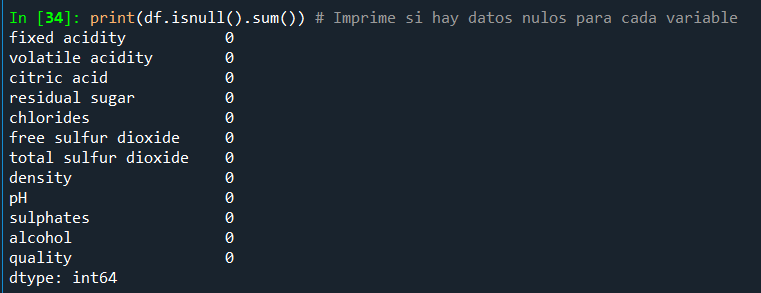 In [34]: print(df.isnull().sum()) # Imprime si hay datos nulos para cada variable
fixed acidity 0
volatile acidity 0
citric acid 0
residual sugar 0
chlorides 0
free sulfur dioxide 0
total sulfur dioxide 0
density 0
pH 0
sulphates 0
alcohol 0
quality 0
dtype: int64